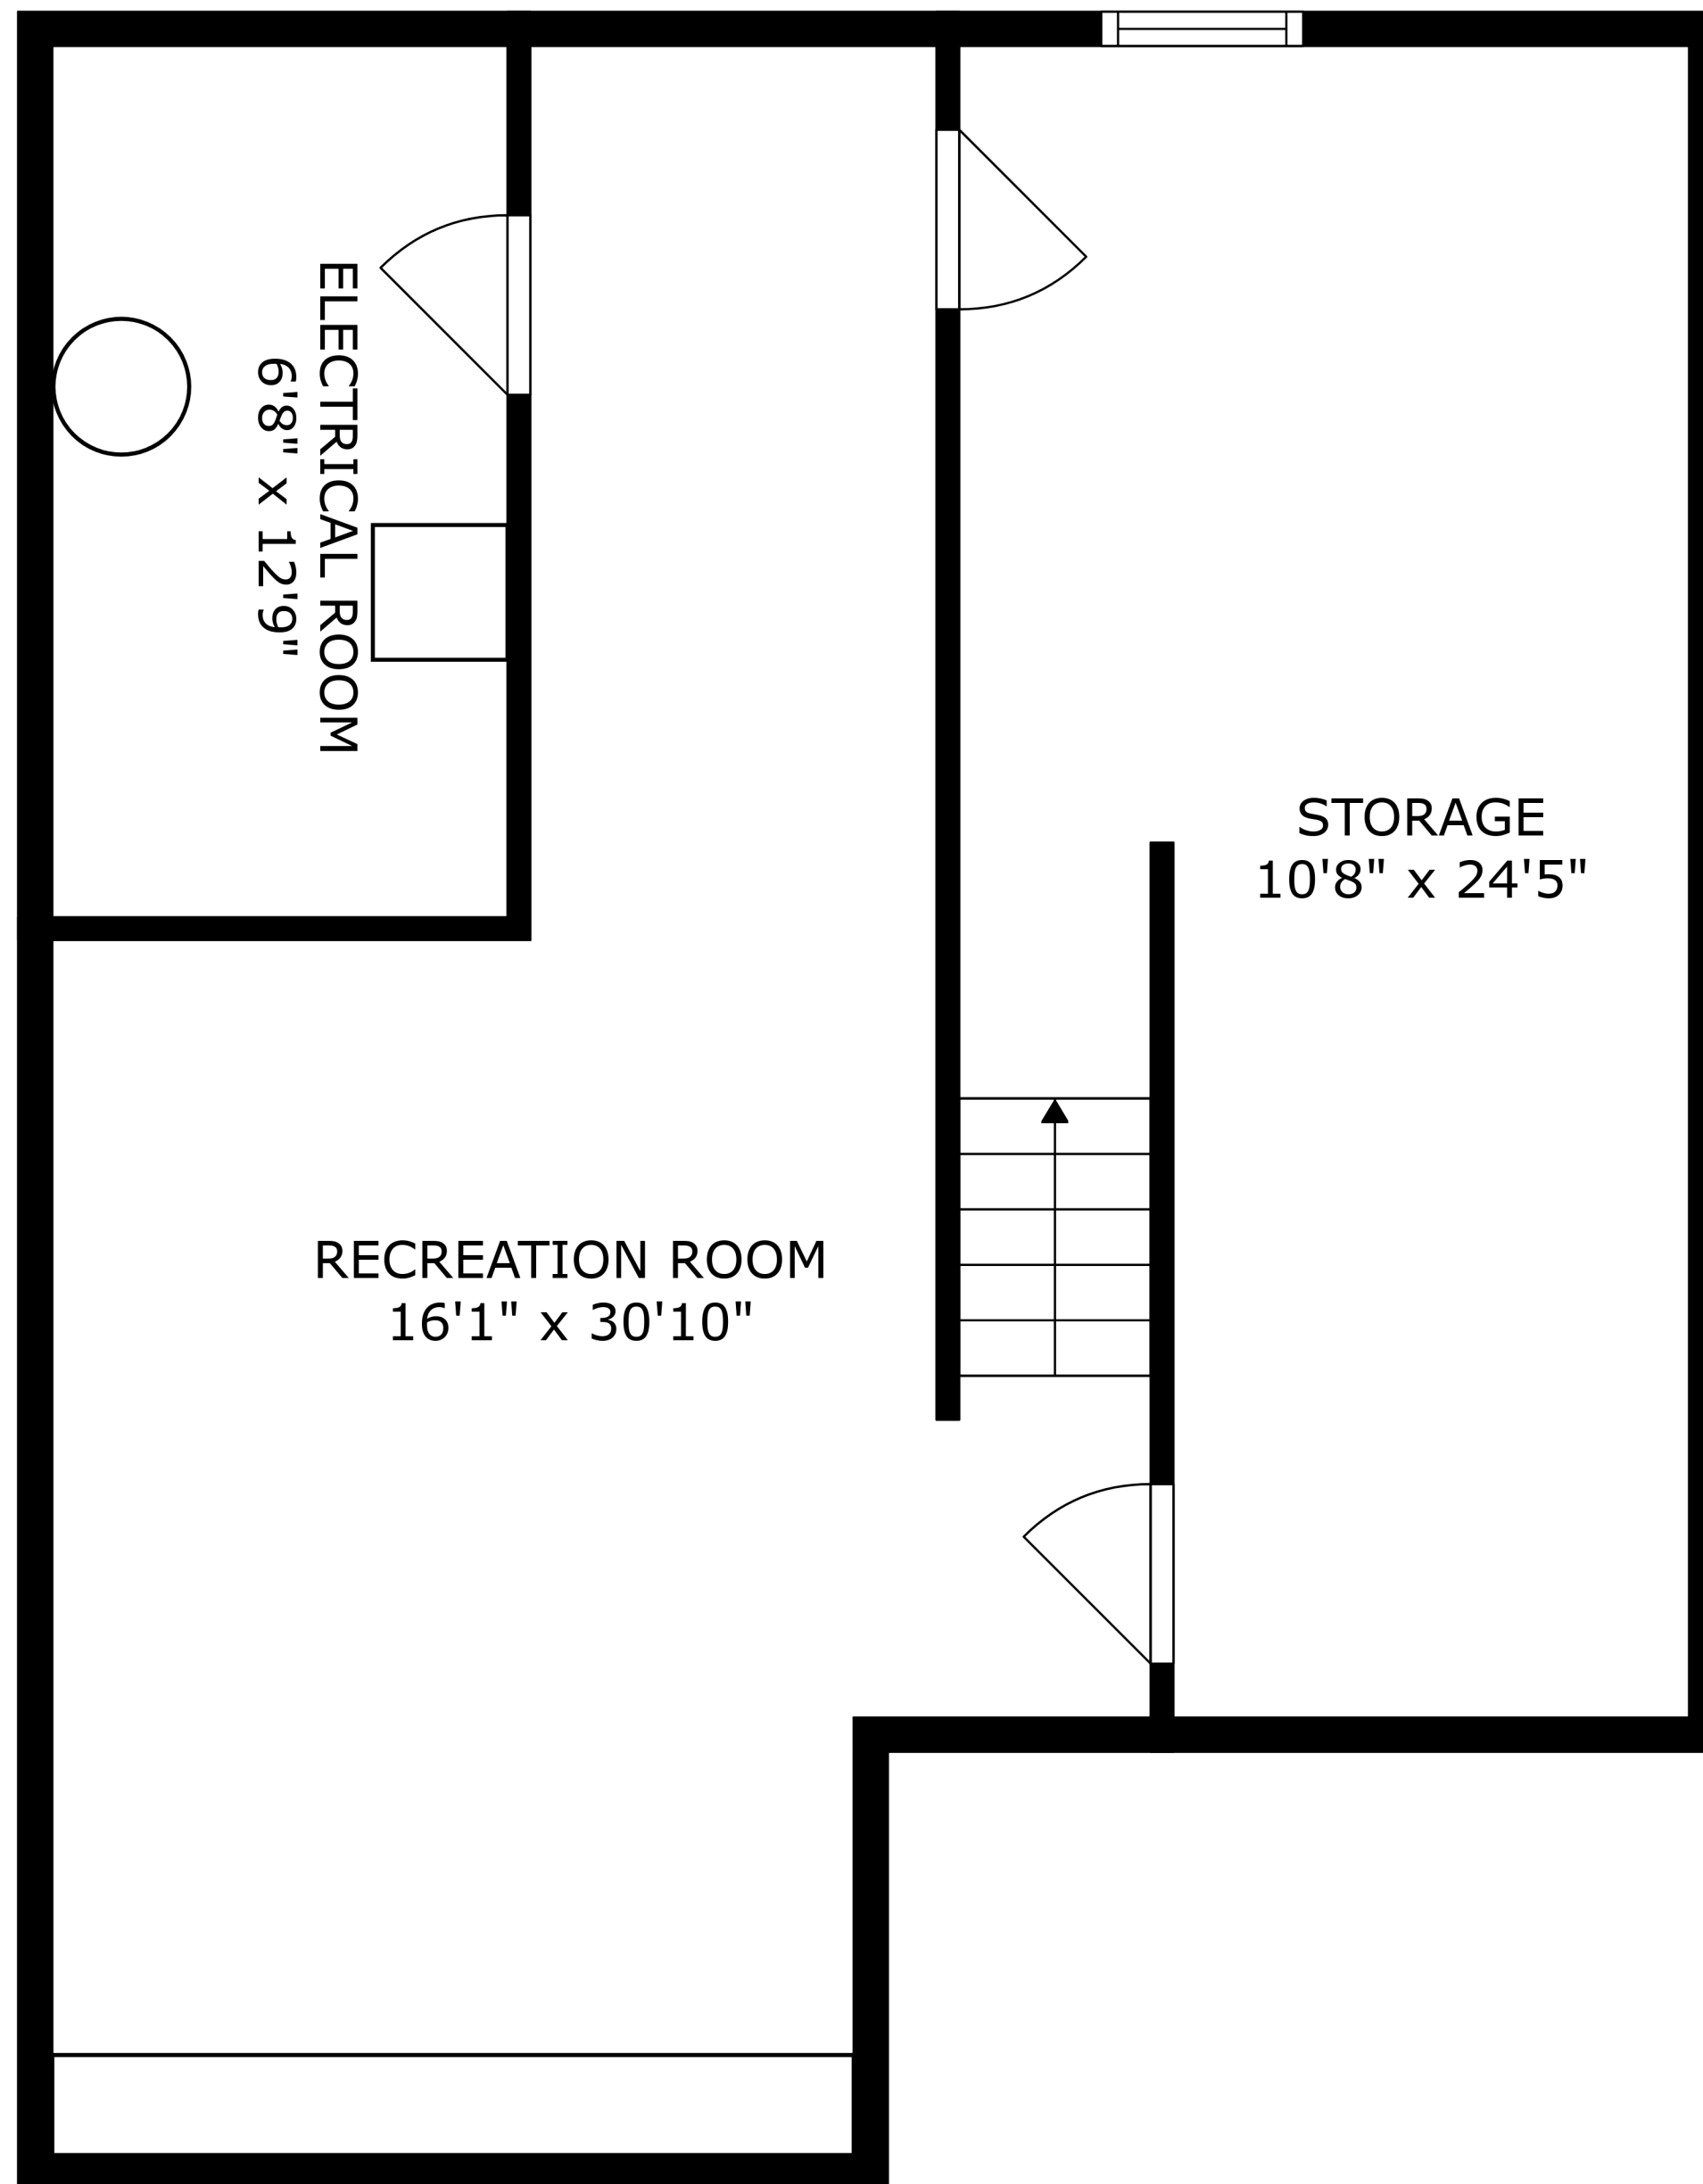 ELECTRICAL ROOM
6'8" x 12'9"
STORAGE
10'8" x 24'5"
RECREATION ROOM
16'1" x 30'10"